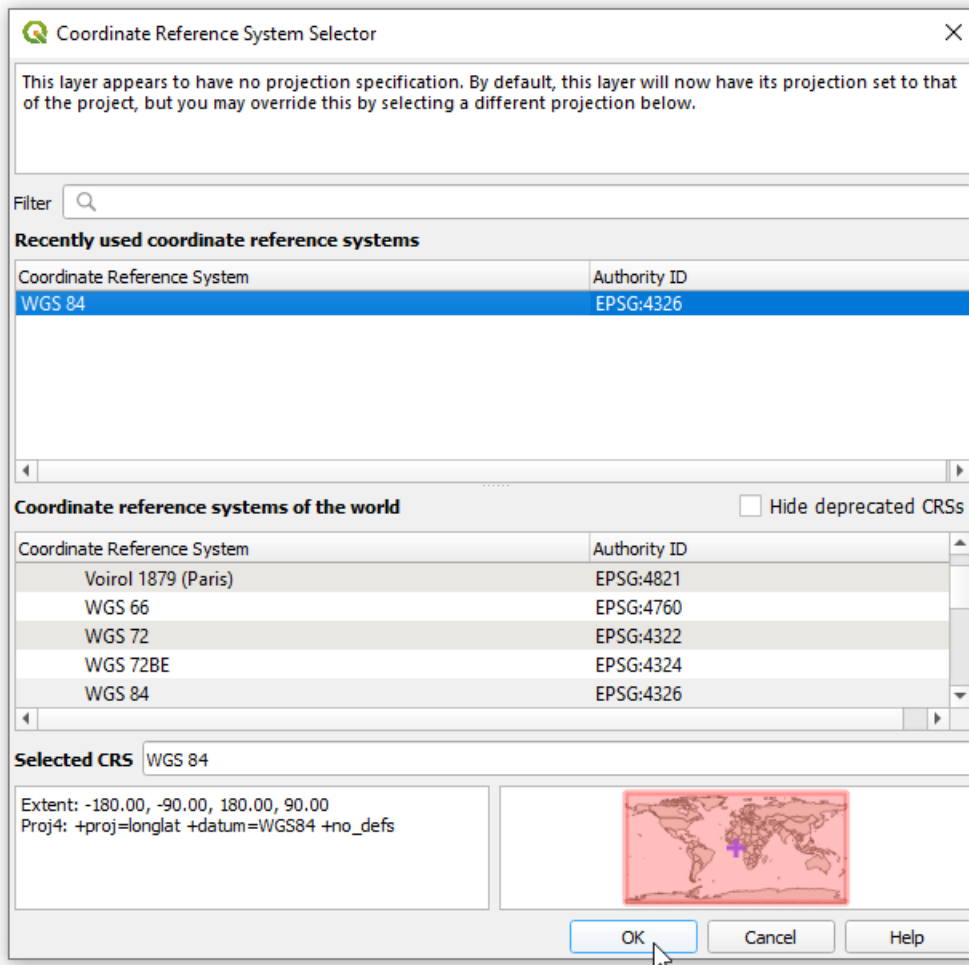 Coordinate Reference System Selector
This layer appears to have no projection specification. By default, this layer will now have its projection set to that
of the project, but you may override this by selecting a different projection below.
Filter
Recently used coordinate reference systems
Coordinate Reference System Authority ID
WGS 84 EPSG:4326
Coordinate reference systems of the world Hide deprecated CRSs
Coordinate Reference System Authority ID
Voirol 1879 (Paris) EPSG:4821
WGS 66 EPSG:4760
WGS 72 EPSG:4322
WGS 72BE EPSG:4324
WGS 84 EPSG:4326
Selected CRS WGS 84
Extent: -180.00, -90.00, 180.00, 90.00
Proj4: +proj=longlat +datum=WGS84 +no_defs
OK Cancel Help